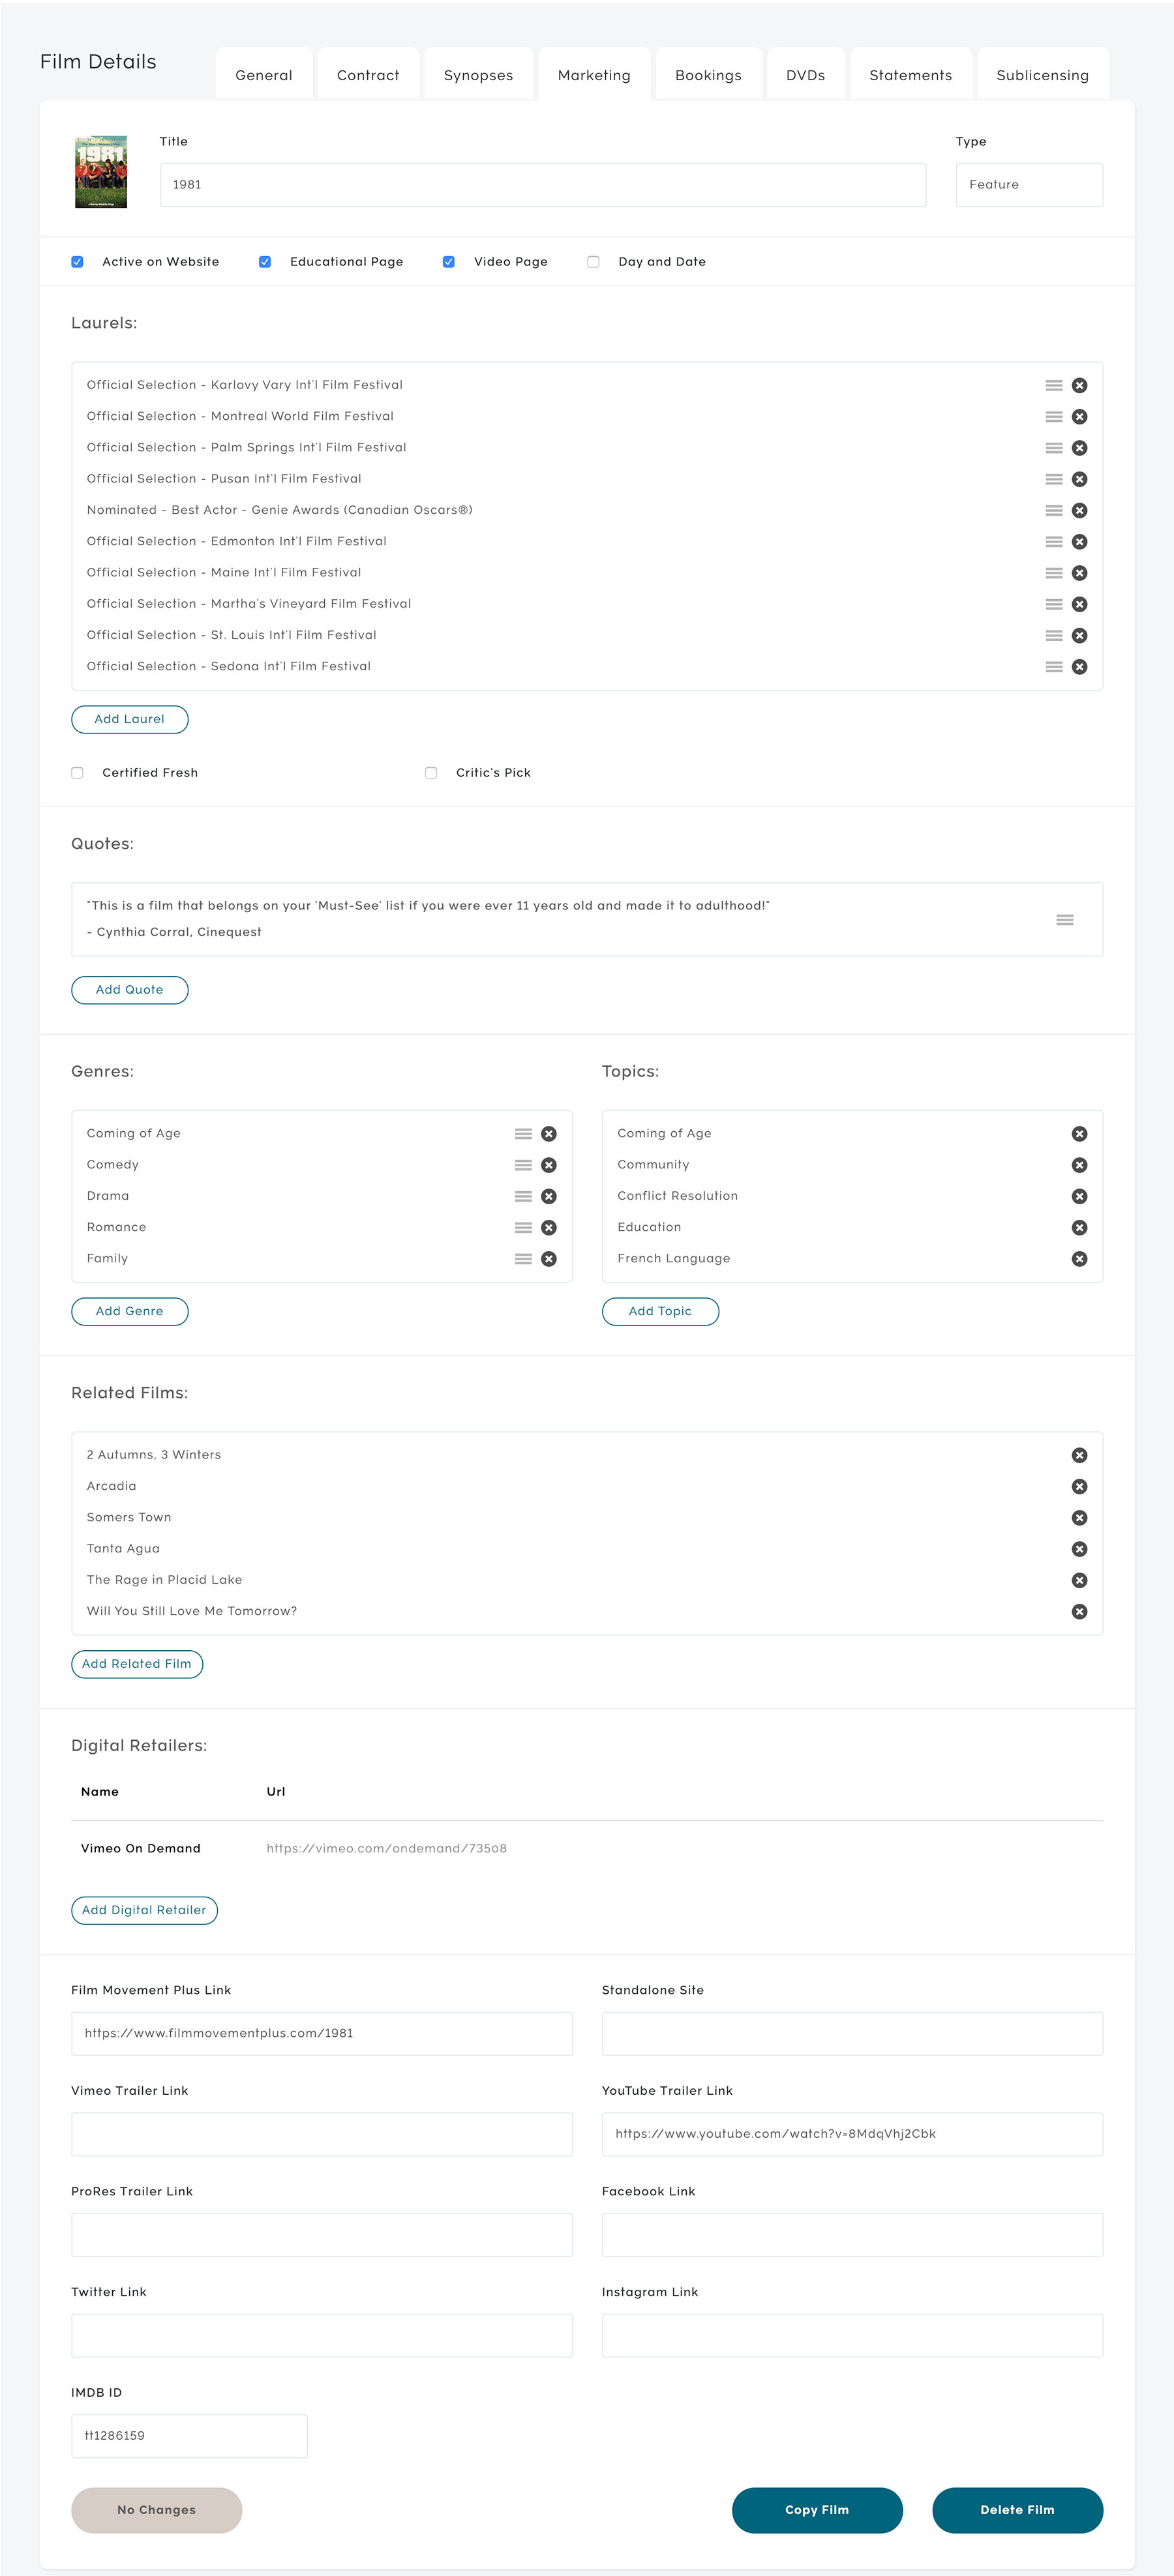 Film Details
General
Contract
Synopses
Marketing
Bookings
DVDs
Statements
Sublicensing
1981
Title
Type
1981
Feature
Active on Website
Educational Page
Video Page
Day and Date
Laurels:
Official Selection - Karlovy Vary Int'l Film Festival
Official Selection - Montreal World Film Festival
Official Selection - Palm Springs Int'l Film Festival
Official Selection - Pusan Int'l Film Festival
Nominated - Best Actor - Genie Awards (Canadian Oscars®)
Official Selection - Edmonton Int'l Film Festival
Official Selection - Maine Int'l Film Festival
Official Selection - Martha's Vineyard Film Festival
Official Selection - St. Louis Int'l Film Festival
Official Selection - Sedona Int'l Film Festival
Add Laurel
Certified Fresh
Critic's Pick
Quotes:
"This is a film that belongs on your 'Must-See' list if you were ever 11 years old and made it to adulthood!"
- Cynthia Corral, Cinequest
Add Quote
Genres:
Coming of Age
Comedy
Drama
Romance
Family
Add Genre
Topics:
Coming of Age
Community
Conflict Resolution
Education
French Language
Add Topic
Related Films:
2 Autumns, 3 Winters
Arcadia
Somers Town
Tanta Agua
The Rage in Placid Lake
Will You Still Love Me Tomorrow?
Add Related Film
Digital Retailers:
Name
Url
Vimeo On Demand
https://vimeo.com/ondemand/73508
Add Digital Retailer
Film Movement Plus Link
Standalone Site
https://www.filmmovementplus.com/1981
Vimeo Trailer Link
YouTube Trailer Link
https://www.youtube.com/watch?v=8MdqVhj2Cbk
ProRes Trailer Link
Facebook Link
Twitter Link
Instagram Link
IMDB ID
tt1286159
No Changes
Copy Film
Delete Film